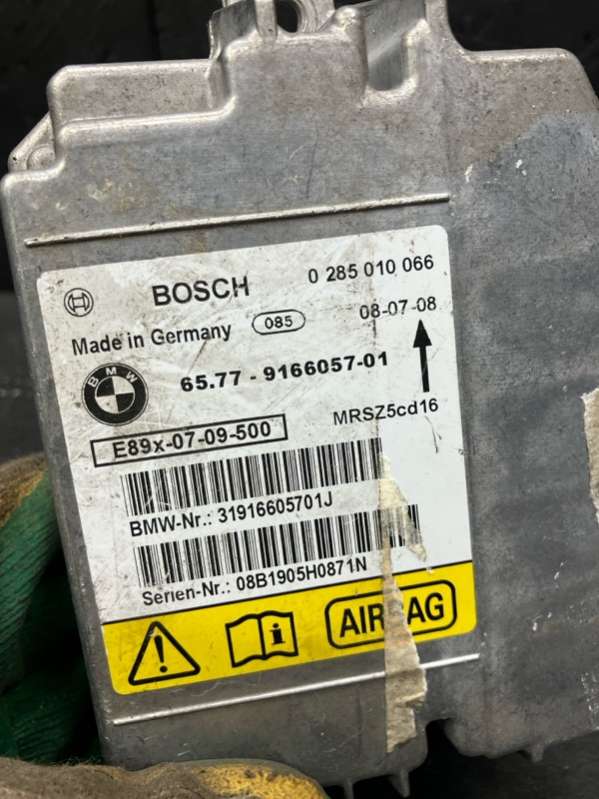 BOSCH 0 285 010 066
Made in Germany 085 08-07-08
BMW
65.77 - 9166057-01
E89x-07-09-500 MRSZ5cd16
BMW-Nr.: 31916605701J
Serien-Nr.: 08B1905H0871N
AIRBAG